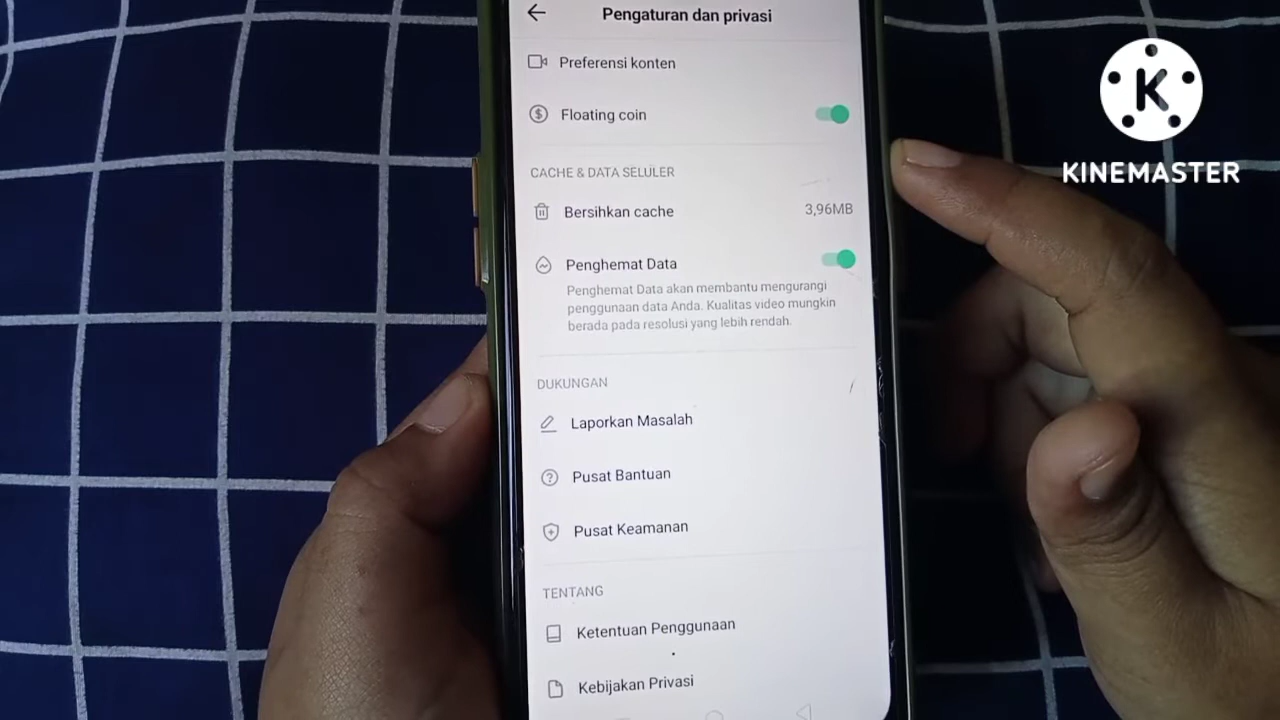 Pengaturan dan privasi
Preferensi konten
Floating coin
CACHE & DATA SELULER
Bersihkan cache 3,96MB
Penghemat Data
Penghemat Data akan membantu mengurangi
penggunaan data Anda. Kualitas video mungkin
berada pada resolusi yang lebih rendah.
DUKUNGAN
Laporkan Masalah
Pusat Bantuan
Pusat Keamanan
TENTANG
Ketentuan Penggunaan
Kebijakan Privasi
K
KINEMASTER